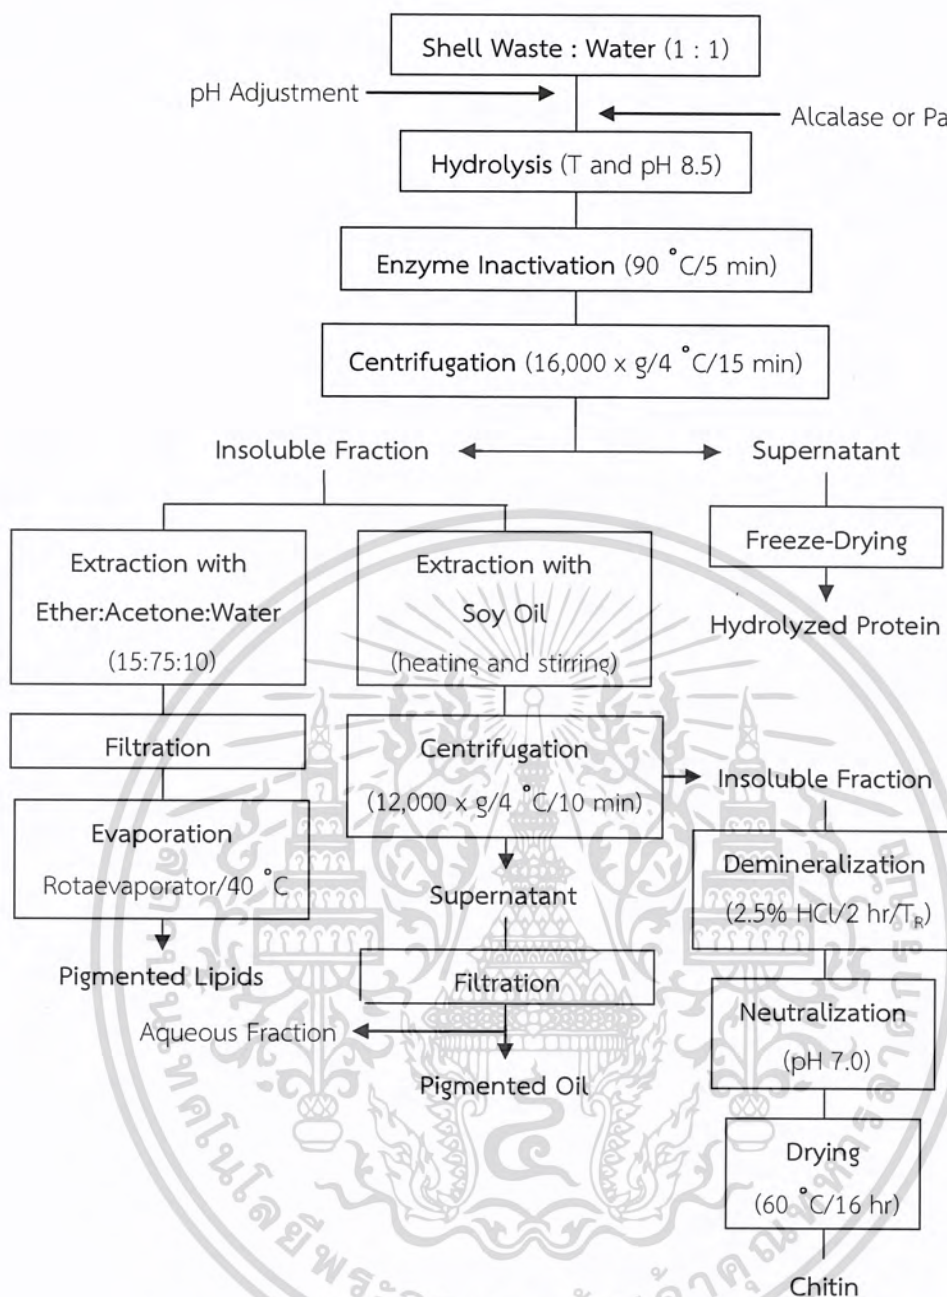 Shell Waste : Water (1 : 1)
pH Adjustment
Alcalase or Pa
Hydrolysis (T and pH 8.5)
Enzyme Inactivation (90 °C/5 min)
Centrifugation (16,000 x g/4 °C/15 min)
Insoluble Fraction
Supernatant
Extraction with
Ether:Acetone:Water
(15:75:10)
Extraction with
Soy Oil
(heating and stirring)
Freeze-Drying
Hydrolyzed Protein
Filtration
Centrifugation
(12,000 x g/4 °C/10 min)
Insoluble Fraction
Evaporation
Rotaevaporator/40 °C
Demineralization
(2.5% HCl/2 hr/T_R)
Supernatant
Pigmented Lipids
Filtration
Neutralization
(pH 7.0)
Aqueous Fraction
Pigmented Oil
Drying
(60 °C/16 hr)
Chitin